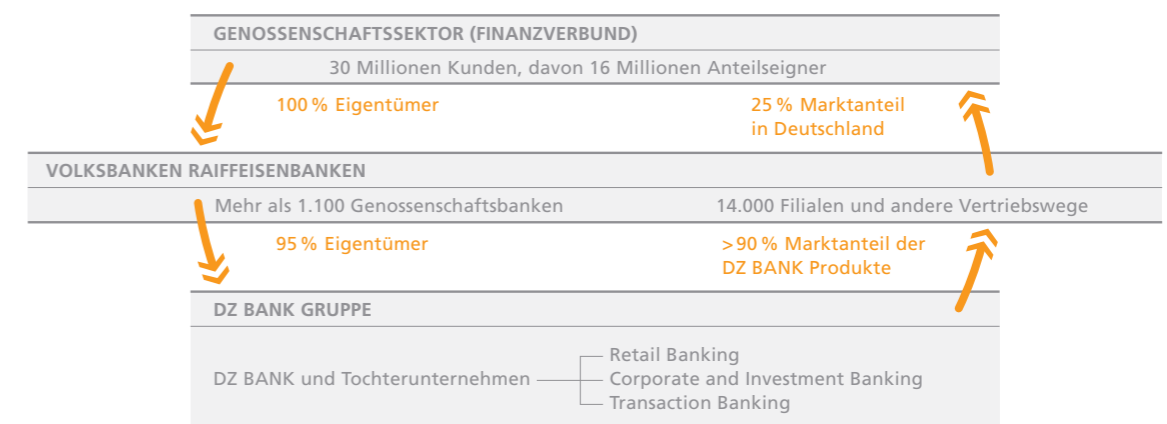 GENOSSENSCHAFTSSEKTOR (FINANZVERBUND)
30 Millionen Kunden, davon 16 Millionen Anteilseigner
100 % Eigentümer
25 % Marktanteil
in Deutschland
VOLKSBANKEN RAIFFEISENBANKEN
Mehr als 1.100 Genossenschaftsbanken
14.000 Filialen und andere Vertriebswege
95 % Eigentümer
>90 % Marktanteil der
DZ BANK Produkte
DZ BANK GRUPPE
DZ BANK und Tochterunternehmen
Retail Banking
Corporate and Investment Banking
Transaction Banking